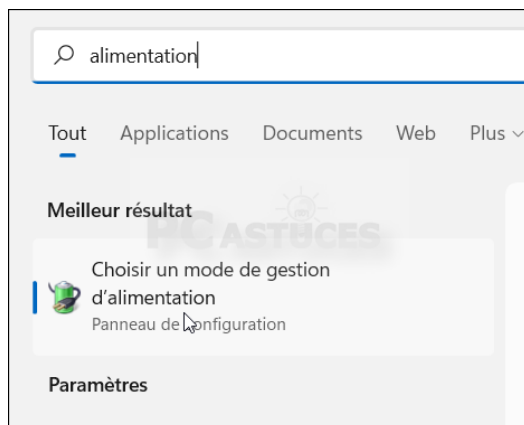 alimentation
Tout Applications Documents Web Plus
Meilleur résultat
PC ASTUCES
Choisir un mode de gestion
d'alimentation
Panneau de configuration
Paramètres